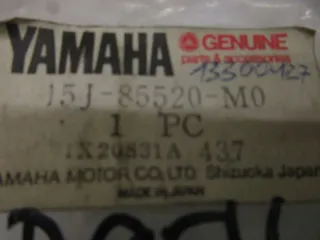 YAMAHA GENUINE
parts & accessories
13500427
15J-85520-M0
1 PC
1X20831A 437
YAMAHA MOTOR CO., LTD. Shizuoka Japan
MADE IN JAPAN